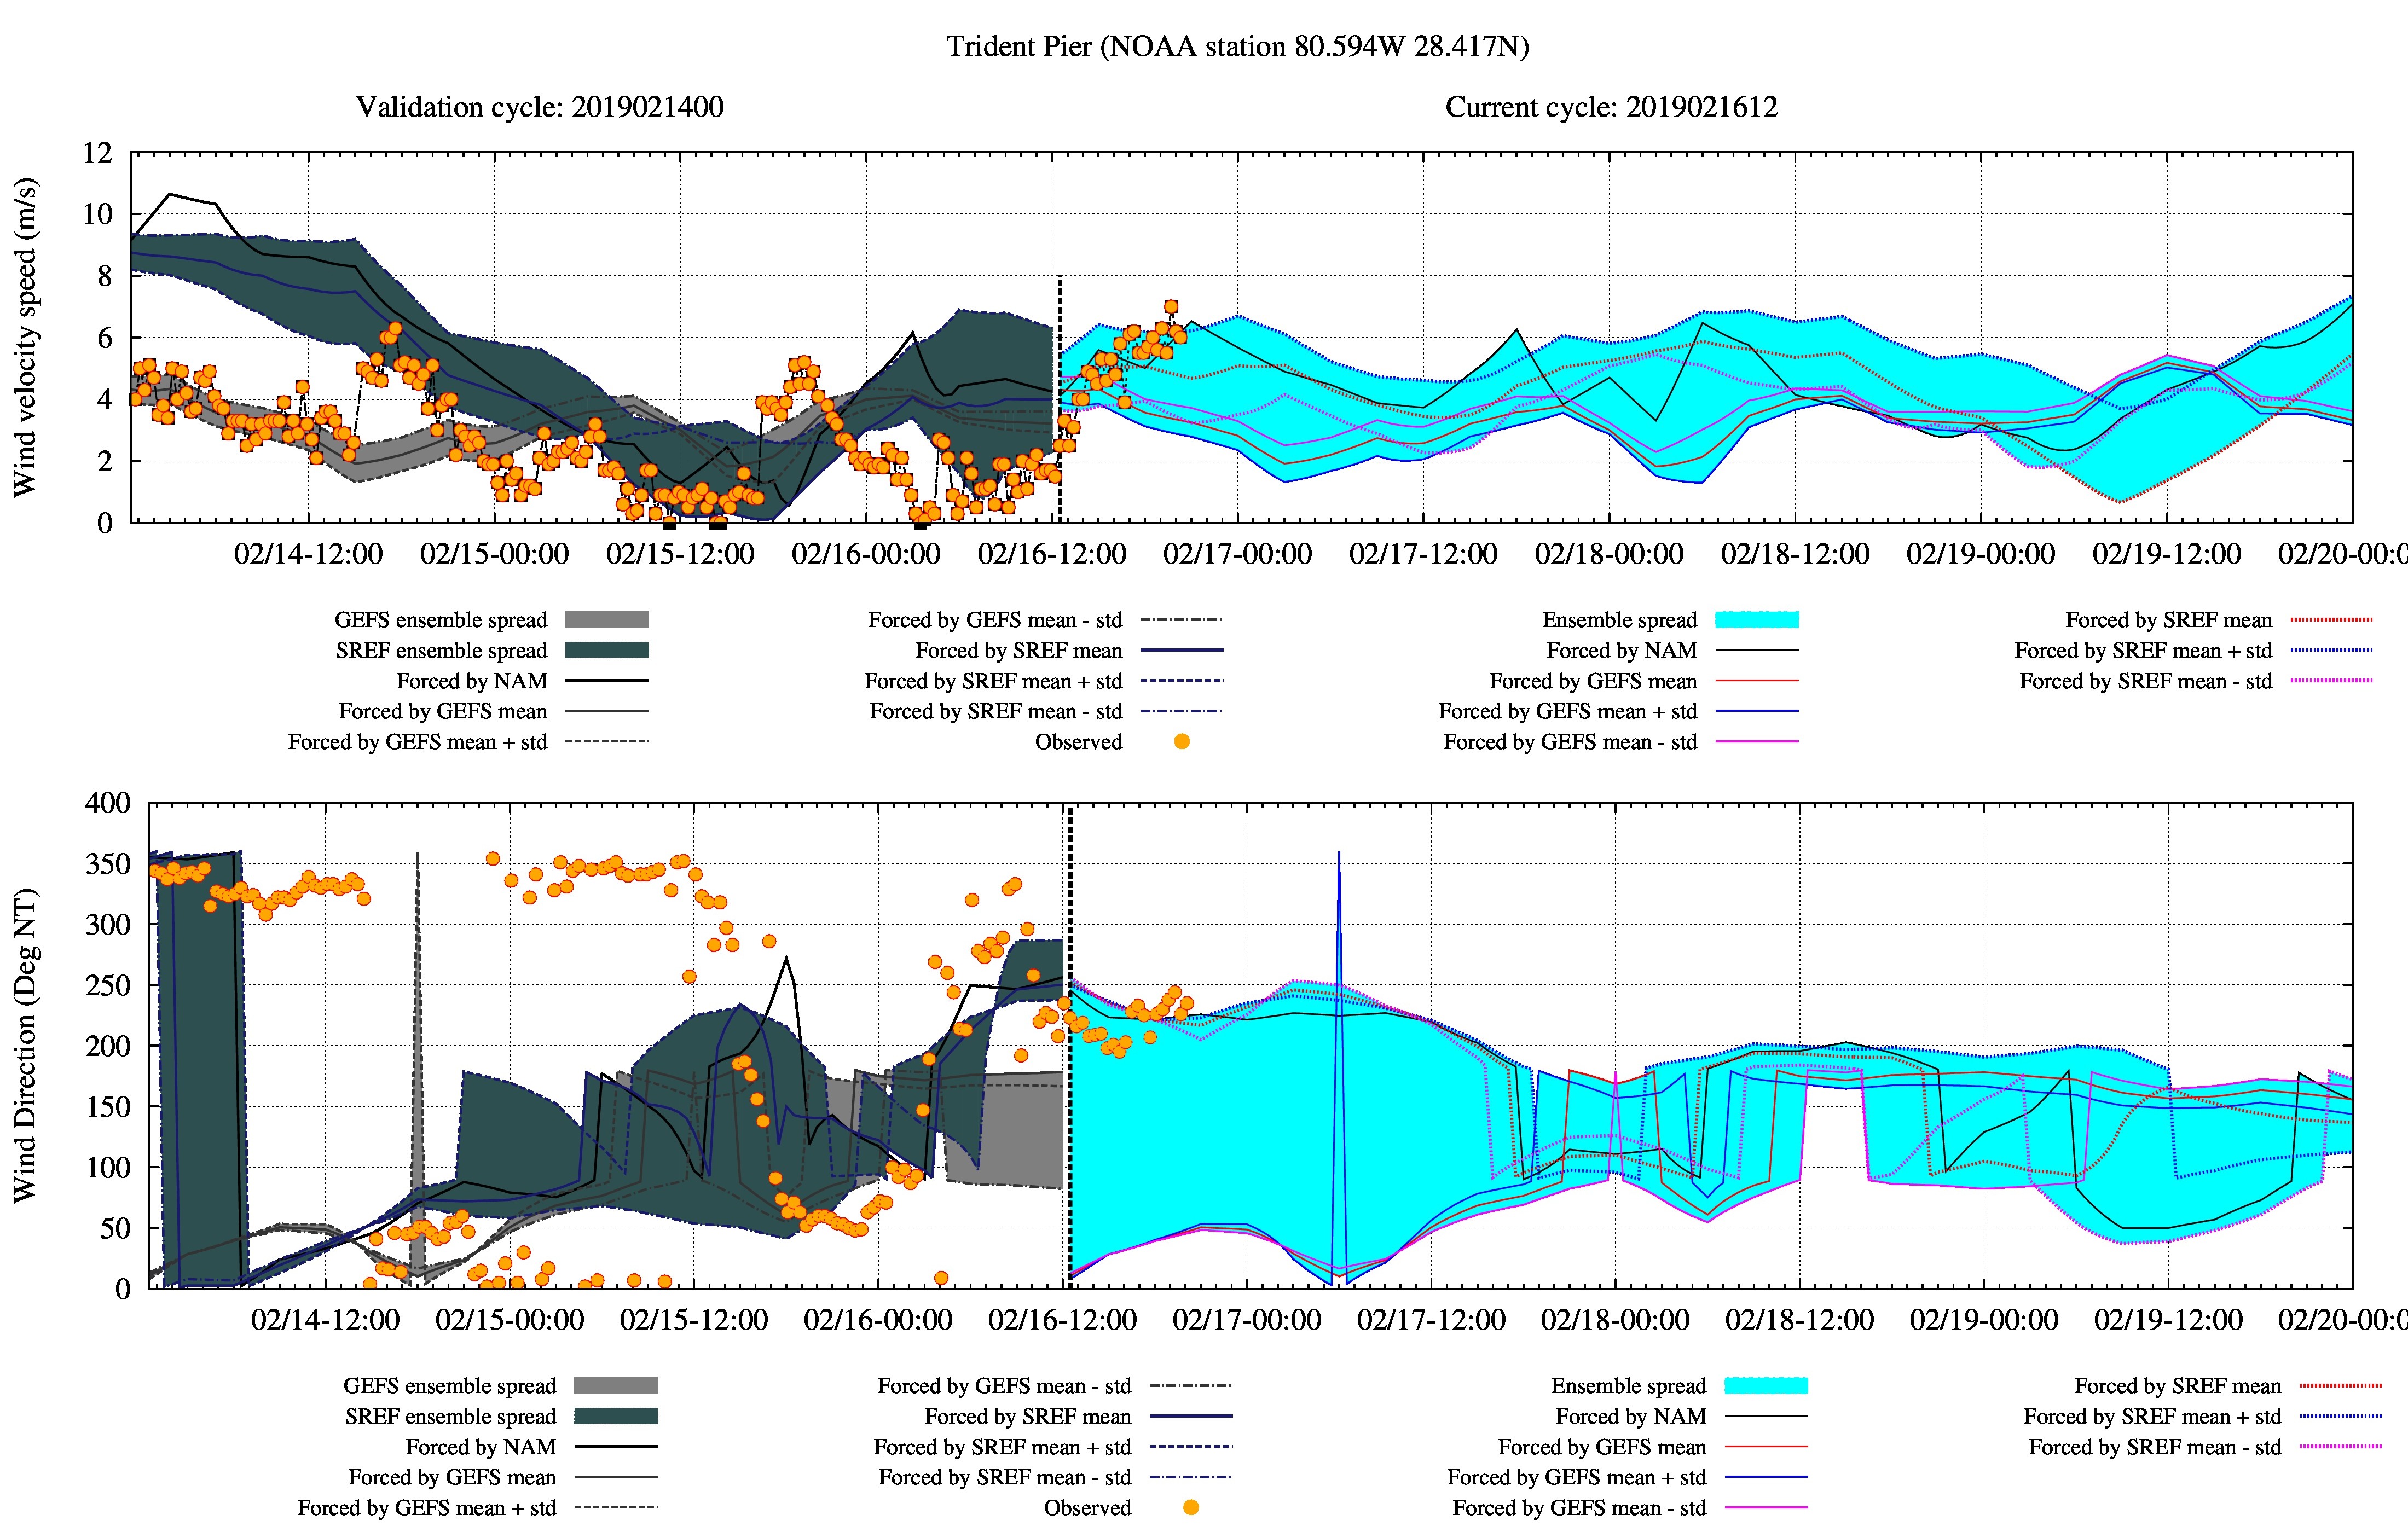 Trident Pier (NOAA station 80.594W 28.417N)
Validation cycle: 2019021400 Current cycle: 2019021612
Wind velocity speed (m/s)
12
10
8
6
4
2
0
02/14-12:00 02/15-00:00 02/15-12:00 02/16-00:00 02/16-12:00 02/17-00:00 02/17-12:00 02/18-00:00 02/18-12:00 02/19-00:00 02/19-12:00 02/20-00:0
GEFS ensemble spread Forced by GEFS mean - std Ensemble spread Forced by SREF mean
SREF ensemble spread Forced by SREF mean Forced by NAM Forced by SREF mean + std
Forced by NAM Forced by SREF mean + std Forced by GEFS mean Forced by SREF mean - std
Forced by GEFS mean Forced by SREF mean - std Forced by GEFS mean + std
Forced by GEFS mean + std Observed Forced by GEFS mean - std
Wind Direction (Deg NT)
400
350
300
250
200
150
100
50
0
02/14-12:00 02/15-00:00 02/15-12:00 02/16-00:00 02/16-12:00 02/17-00:00 02/17-12:00 02/18-00:00 02/18-12:00 02/19-00:00 02/19-12:00 02/20-00:0
GEFS ensemble spread Forced by GEFS mean - std Ensemble spread Forced by SREF mean
SREF ensemble spread Forced by SREF mean Forced by NAM Forced by SREF mean + std
Forced by NAM Forced by SREF mean + std Forced by GEFS mean Forced by SREF mean - std
Forced by GEFS mean Forced by SREF mean - std Forced by GEFS mean + std
Forced by GEFS mean + std Observed Forced by GEFS mean - std